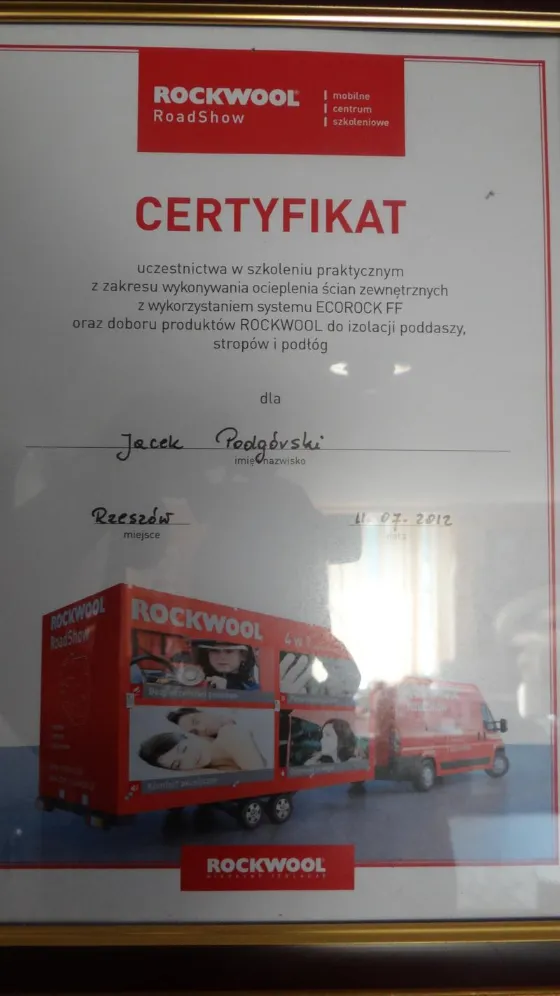 ROCKWOOL®
RoadShow
mobilne
centrum
szkoleniowe
CERTYFIKAT
uczestnictwa w szkoleniu praktycznym
z zakresu wykonywania ocieplenia ścian zewnętrznych
z wykorzystaniem systemu ECOROCK FF
oraz doboru produktów ROCKWOOL do izolacji poddaszy,
stropów i podłóg
dla
Jacek Podgórski
imię nazwisko
Rzeszów 11.07.2012
miejsce
ROCKWOOL
RoadShow
ROCKWOOL
4 w 1
ROCKWOOL®